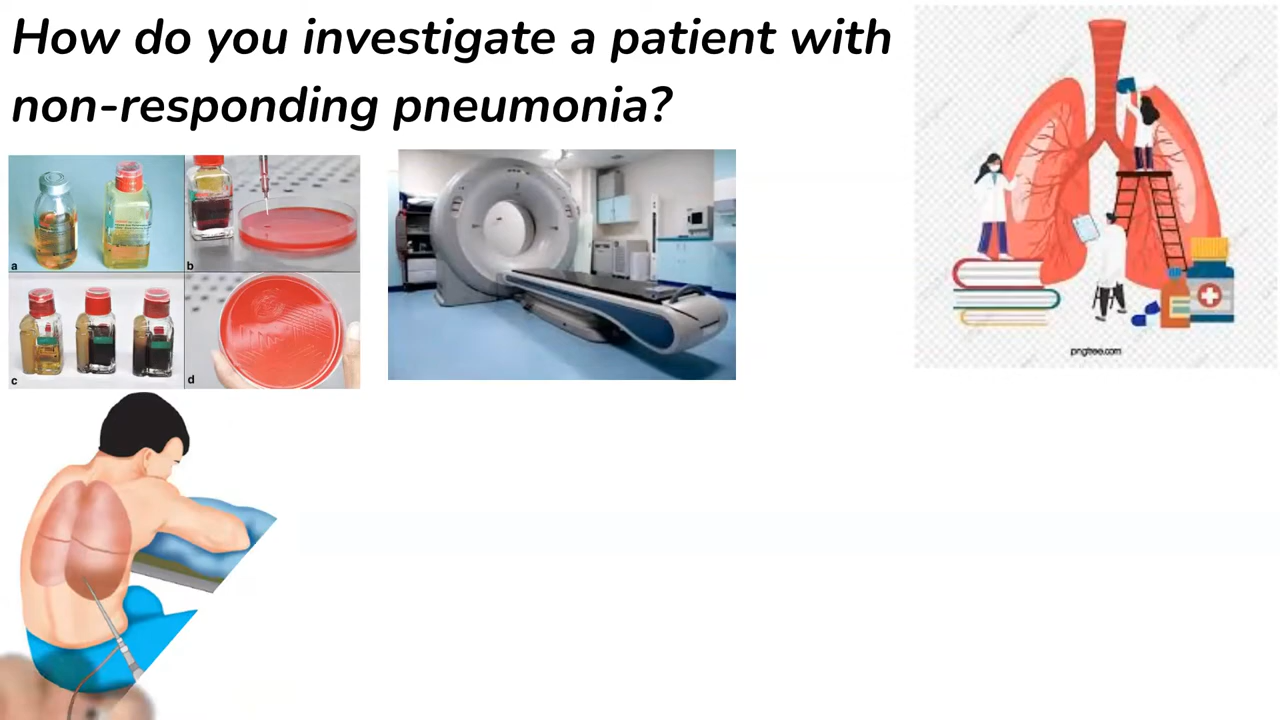 How do you investigate a patient with
non-responding pneumonia?
a
b
c
d
pngtree.com